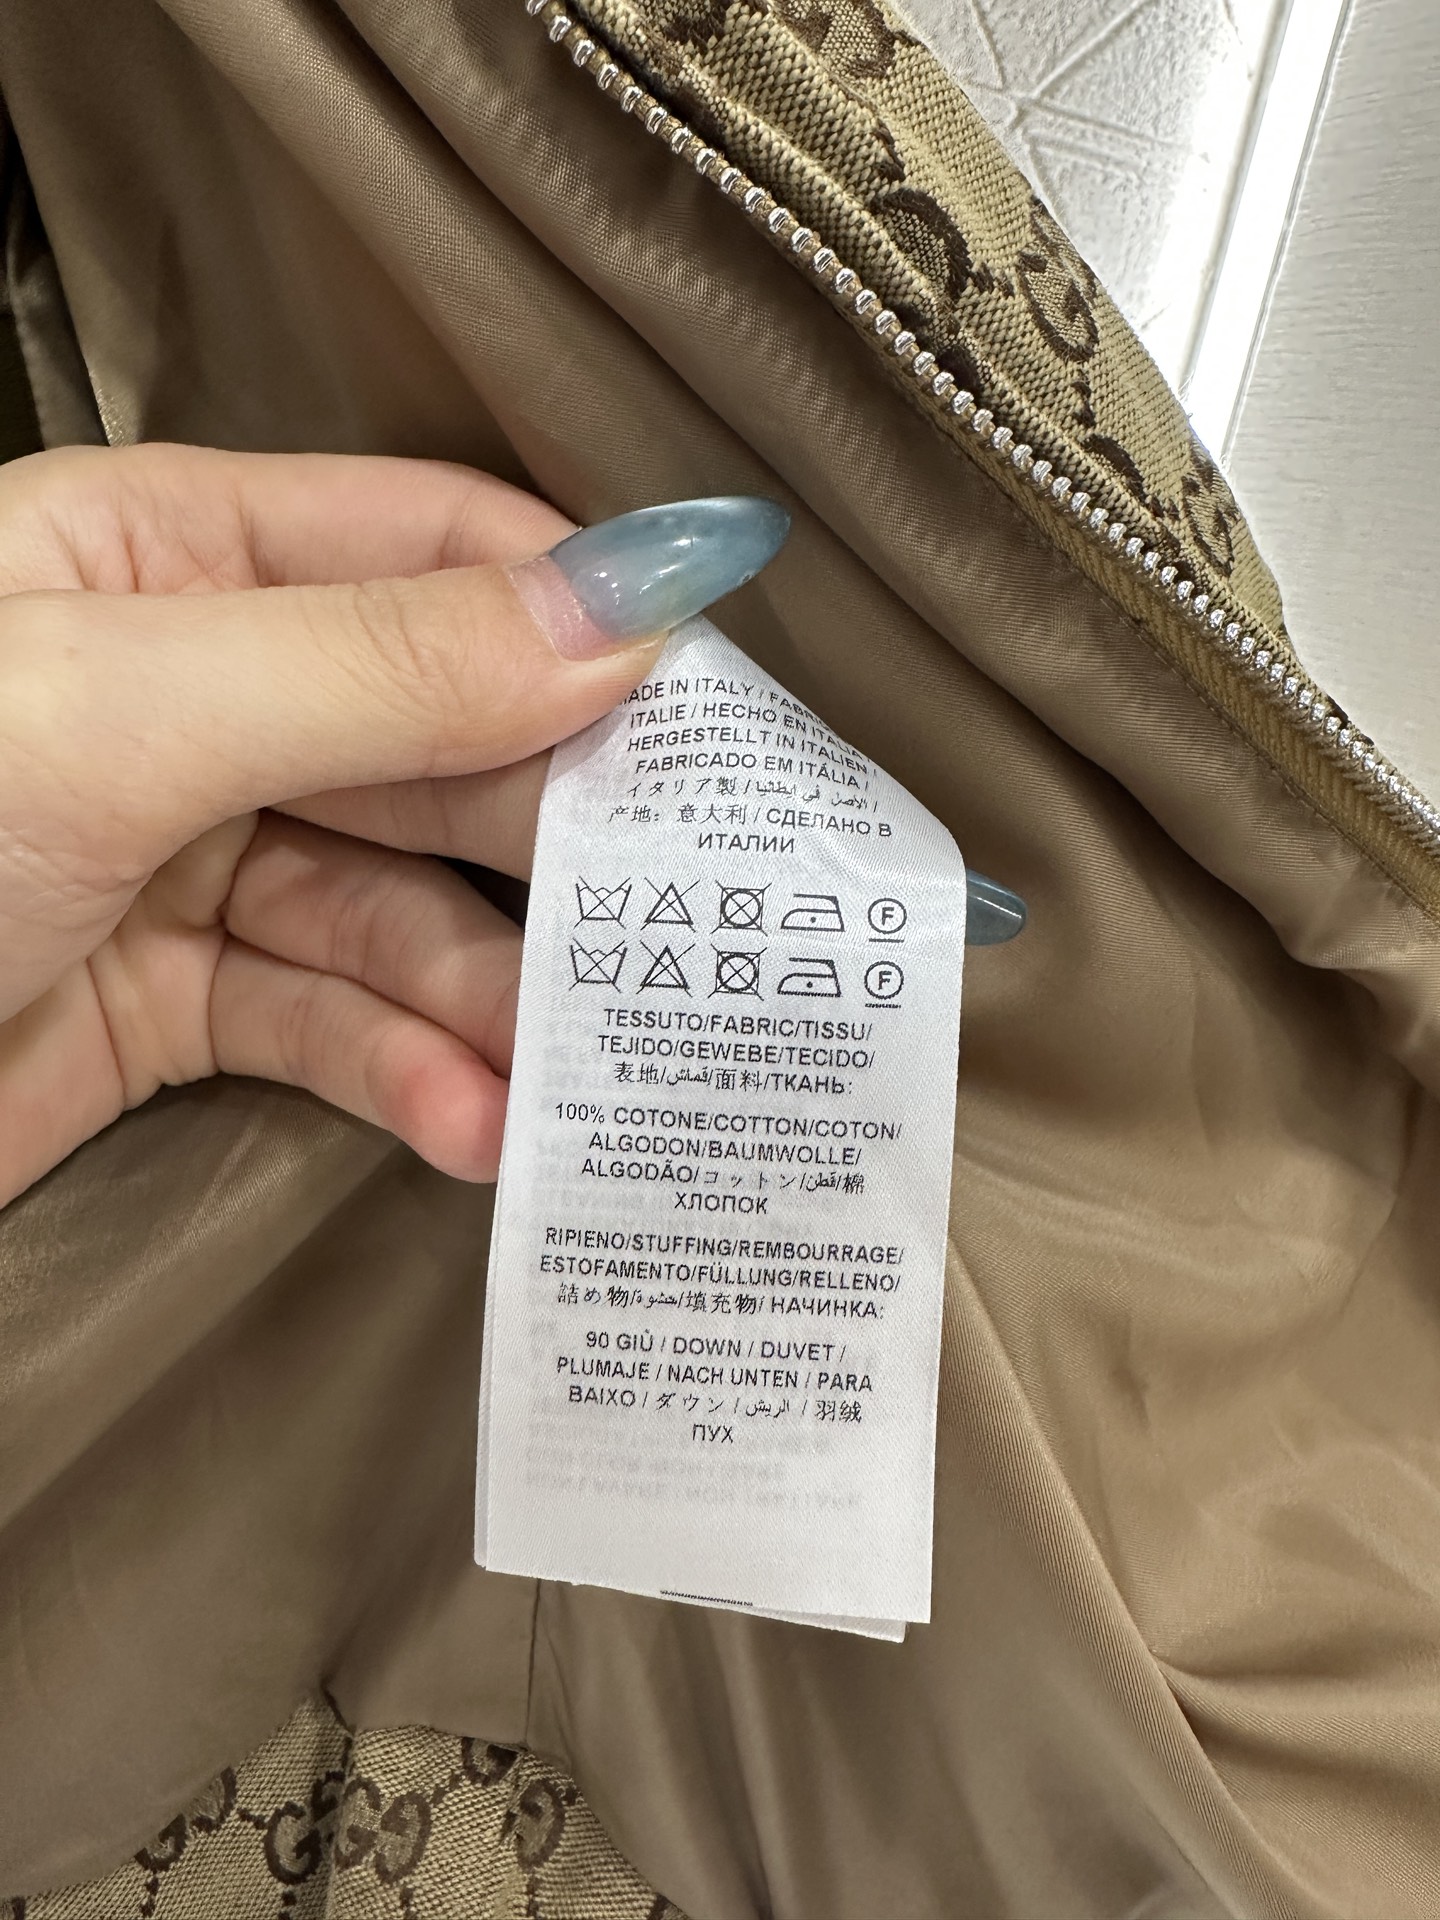 MADE IN ITALY /
ITALIE / HECHO EN ITALIA
HERGESTELLT IN ITALIEN /
FABRICADO EM ITÁLIA /
イタリア製 / الأصل في إيطاليا /
产地：意大利 / СДЕЛАНО В
ИТАЛИИ
F
F
TESSUTO/FABRIC/TISSU/
TEJIDO/GEWEBE/TECIDO/
表地/قماش/面料/ТКАНЬ:
100% COTONE/COTTON/COTON/
ALGODON/BAUMWOLLE/
ALGODÃO/コットン/قطن/棉
ХЛОПОК
RIPIENO/STUFFING/REMBOURRAGE/
ESTOFAMENTO/FÜLLUNG/RELLENO/
詰め物/حشوة/填充物/ НАЧИНКА:
90 GIÙ / DOWN / DUVET /
PLUMAJE / NACH UNTEN / PARA
BAIXO / ダウン / الريش / 羽绒
ПУХ